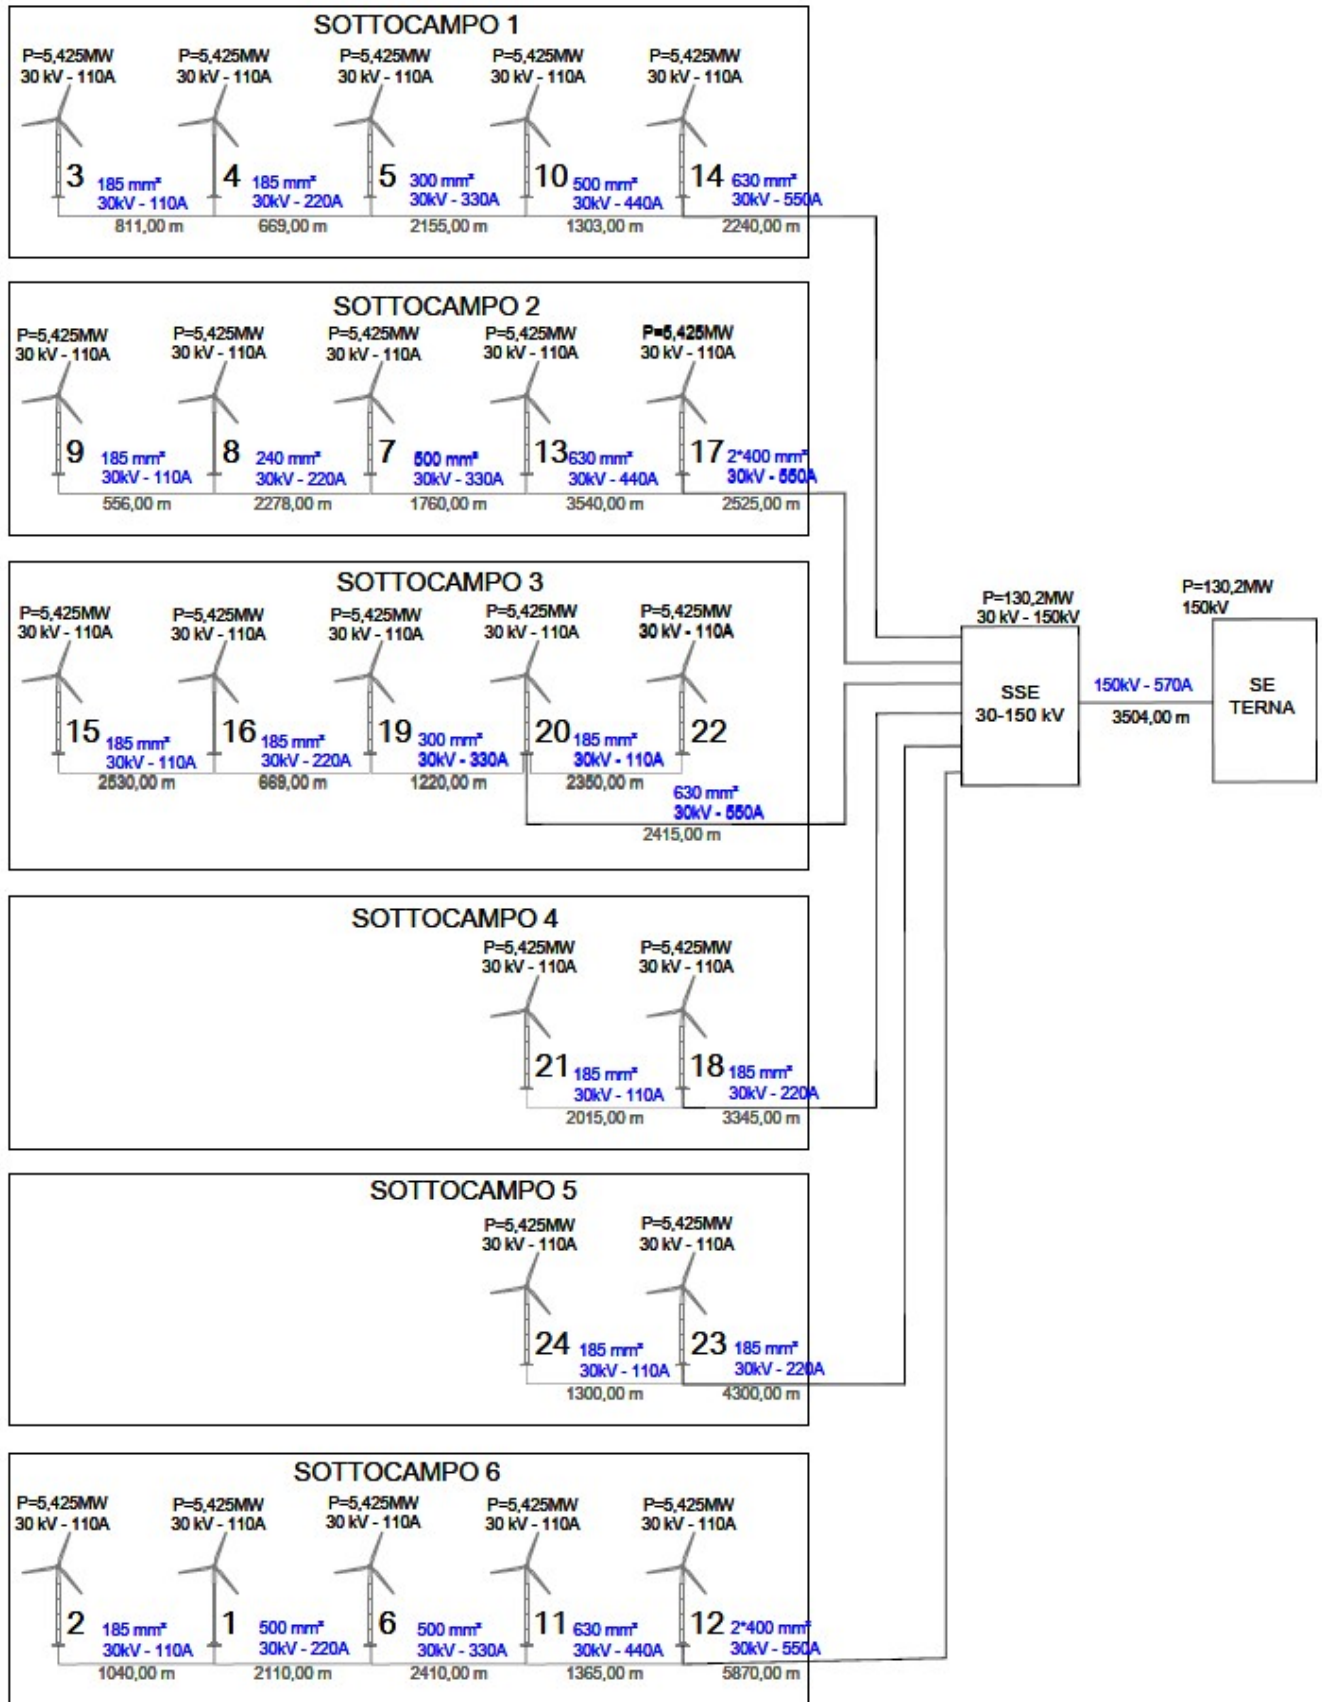 SOTTOCAMPO 1
P=5,425MW P=5,425MW P=5,425MW P=5,425MW P=5,425MW
30 kV - 110A 30 kV - 110A 30 kV - 110A 30 kV - 110A 30 kV - 110A
3 4 5 10 14
185 mm² 185 mm² 300 mm² 500 mm² 630 mm²
30kV - 110A 30kV - 220A 30kV - 330A 30kV - 440A 30kV - 550A
811,00 m 669,00 m 2155,00 m 1303,00 m 2240,00 m
SOTTOCAMPO 2
P=5,425MW P=5,425MW P=5,425MW P=5,425MW P=5,425MW
30 kV - 110A 30 kV - 110A 30 kV - 110A 30 kV - 110A 30 kV - 110A
9 8 7 13 17
185 mm² 240 mm² 500 mm² 630 mm² 2*400 mm²
30kV - 110A 30kV - 220A 30kV - 330A 30kV - 440A 30kV - 550A
556,00 m 2278,00 m 1760,00 m 3540,00 m 2525,00 m
SOTTOCAMPO 3
P=5,425MW P=5,425MW P=5,425MW P=5,425MW P=5,425MW
30 kV - 110A 30 kV - 110A 30 kV - 110A 30 kV - 110A 30 kV - 110A
15 16 19 20 22
185 mm² 185 mm² 300 mm² 185 mm²
30kV - 110A 30kV - 220A 30kV - 330A 30kV - 110A
2530,00 m 669,00 m 1220,00 m 2350,00 m
630 mm²
30kV - 550A
2415,00 m
P=130,2MW
30 kV - 150kV
SSE
30-150 kV
150kV - 570A
3504,00 m
P=130,2MW
150kV
SE
TERNA
SOTTOCAMPO 4
P=5,425MW P=5,425MW
30 kV - 110A 30 kV - 110A
21 18
185 mm² 185 mm²
30kV - 110A 30kV - 220A
2015,00 m 3345,00 m
SOTTOCAMPO 5
P=5,425MW P=5,425MW
30 kV - 110A 30 kV - 110A
24 23
185 mm² 185 mm²
30kV - 110A 30kV - 220A
1300,00 m 4300,00 m
SOTTOCAMPO 6
P=5,425MW P=5,425MW P=5,425MW P=5,425MW P=5,425MW
30 kV - 110A 30 kV - 110A 30 kV - 110A 30 kV - 110A 30 kV - 110A
2 1 6 11 12
185 mm² 500 mm² 500 mm² 630 mm² 2*400 mm²
30kV - 110A 30kV - 220A 30kV - 330A 30kV - 440A 30kV - 550A
1040,00 m 2110,00 m 2410,00 m 1365,00 m 5870,00 m